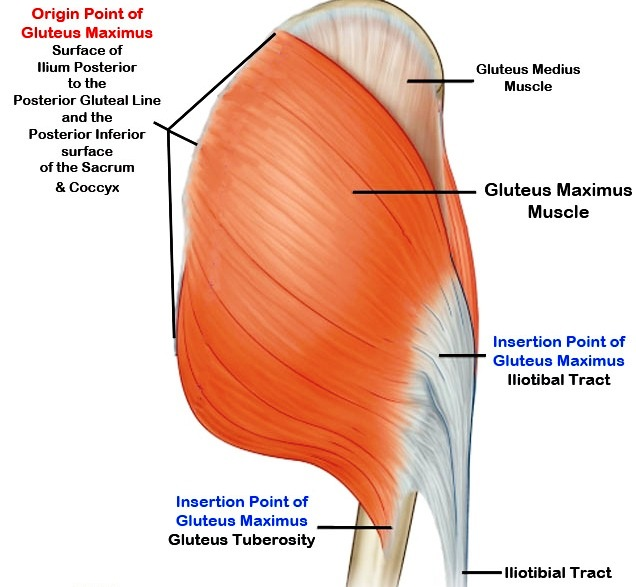 Origin Point of
Gluteus Maximus
Surface of
Ilium Posterior
to the
Posterior Gluteal Line
and the
Posterior Inferior
surface
of the Sacrum
& Coccyx
Gluteus Medius
Muscle
Gluteus Maximus
Muscle
Insertion Point of
Gluteus Maximus
Iliotibal Tract
Insertion Point of
Gluteus Maximus
Gluteus Tuberosity
Iliotibial Tract